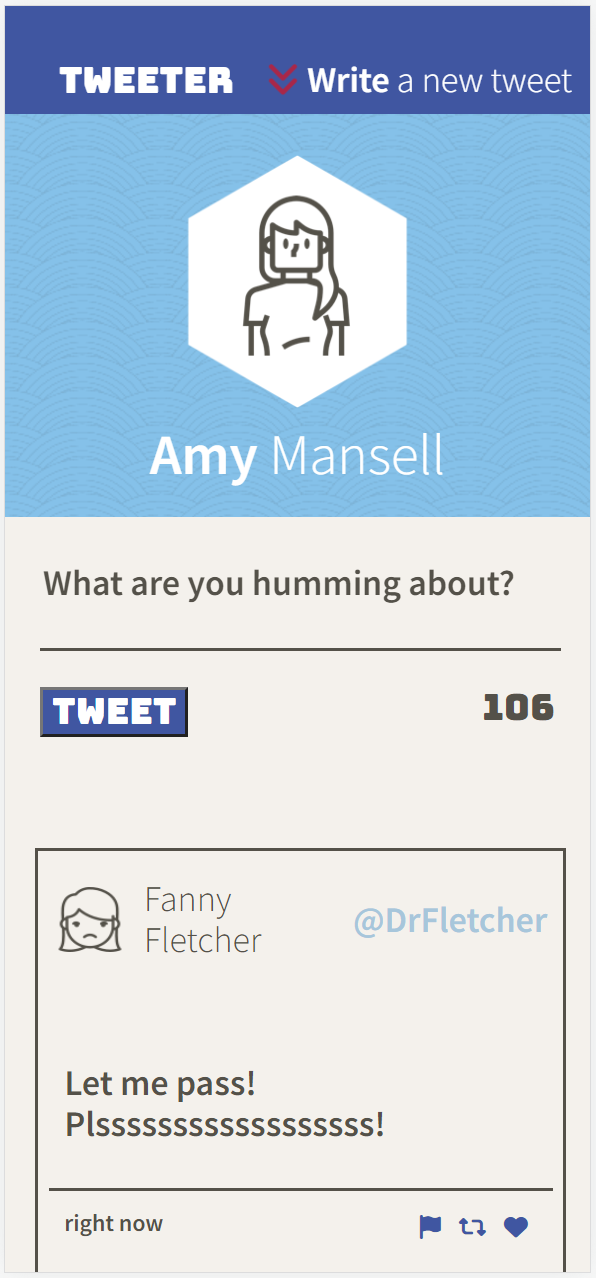 TWEETER
Write a new tweet
Amy Mansell
What are you humming about?
TWEET
106
Fanny
Fletcher
@DrFletcher
Let me pass!
Plssssssssssssssssss!
right now